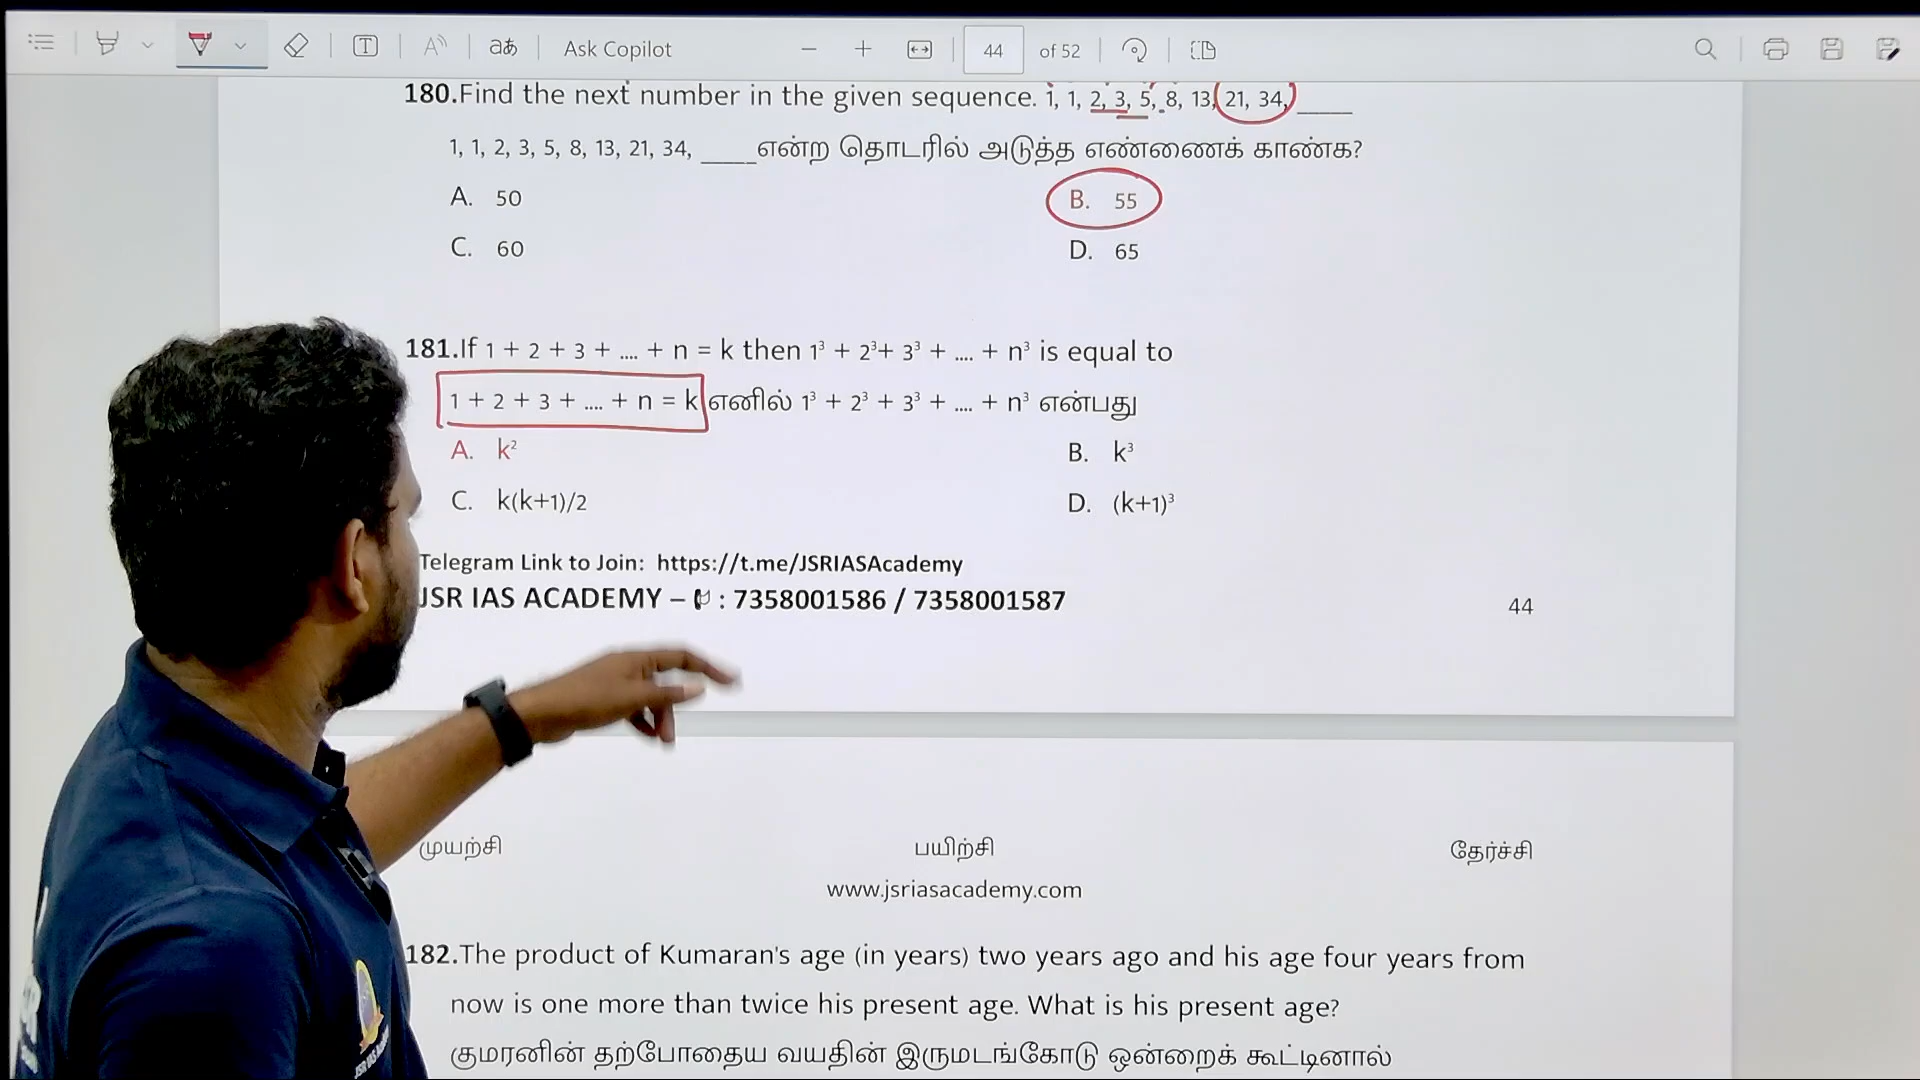 Ask Copilot
44 of 52
180.Find the next number in the given sequence. 1, 1, 2, 3, 5, 8, 13, 21, 34, ____
1, 1, 2, 3, 5, 8, 13, 21, 34, ____என்ற தொடரில் அடுத்த எண்ணைக் காண்க?
A. 50
B. 55
C. 60
D. 65
181.If 1 + 2 + 3 + .... + n = k then 1³ + 2³+ 3³ + .... + n³ is equal to
1 + 2 + 3 + .... + n = k எனில் 1³ + 2³ + 3³ + .... + n³ என்பது
A. k²
B. k³
C. k(k+1)/2
D. (k+1)³
Telegram Link to Join: https://t.me/JSRIASAcademy
JSR IAS ACADEMY – : 7358001586 / 7358001587
44
முயற்சி பயிற்சி தேர்ச்சி
www.jsriasacademy.com
182.The product of Kumaran's age (in years) two years ago and his age four years from
now is one more than twice his present age. What is his present age?
குமரனின் தற்போதைய வயதின் இருமடங்கோடு ஒன்றைக் கூட்டினால்